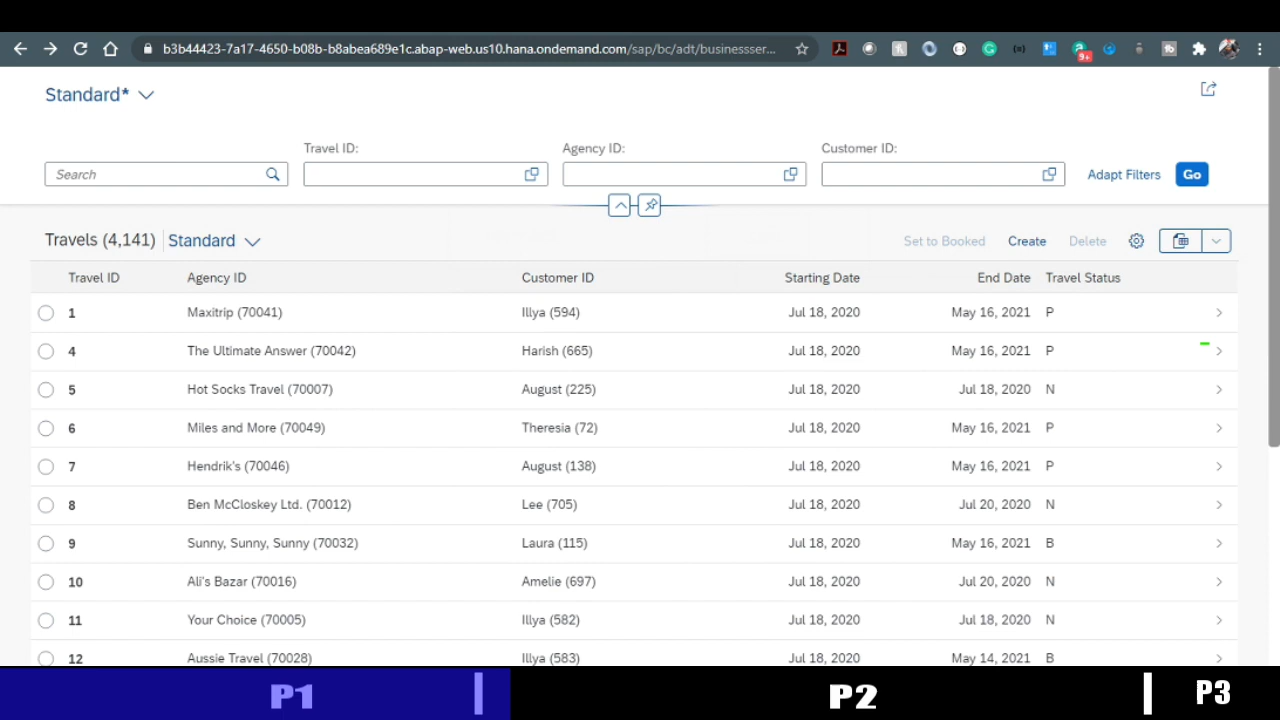 b3b44423-7a17-4650-b08b-b8abea689e1c.abap-web.us10.hana.ondemand.com/sap/bc/adt/businessser...
9+
Standard*
Travel ID:
Agency ID:
Customer ID:
Search
Adapt Filters
Go
Travels (4,141) Standard
Set to Booked Create Delete
Travel ID Agency ID Customer ID Starting Date End Date Travel Status
1 Maxitrip (70041) Illya (594) Jul 18, 2020 May 16, 2021 P
4 The Ultimate Answer (70042) Harish (665) Jul 18, 2020 May 16, 2021 P
5 Hot Socks Travel (70007) August (225) Jul 18, 2020 Jul 18, 2020 N
6 Miles and More (70049) Theresia (72) Jul 18, 2020 May 16, 2021 P
7 Hendrik's (70046) August (138) Jul 18, 2020 May 16, 2021 P
8 Ben McCloskey Ltd. (70012) Lee (705) Jul 18, 2020 Jul 20, 2020 N
9 Sunny, Sunny, Sunny (70032) Laura (115) Jul 18, 2020 May 16, 2021 B
10 Ali's Bazar (70016) Amelie (697) Jul 18, 2020 Jul 20, 2020 N
11 Your Choice (70005) Illya (582) Jul 18, 2020 Jul 18, 2020 N
12 Aussie Travel (70028) Illya (583) Jul 18, 2020 May 14, 2021 B
P1 P2 P3